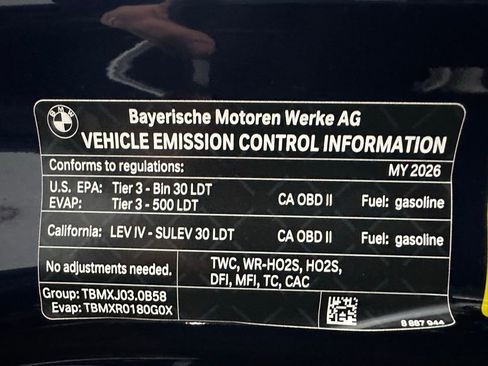 BMW
Bayerische Motoren Werke AG
VEHICLE EMISSION CONTROL INFORMATION
Conforms to regulations: MY 2026
U.S. EPA: Tier 3 - Bin 30 LDT CA OBD II Fuel: gasoline
EVAP: Tier 3 - 500 LDT
California: LEV IV - SULEV 30 LDT CA OBD II Fuel: gasoline
No adjustments needed. TWC, WR-HO2S, HO2S,
DFI, MFI, TC, CAC
Group: TBMXJ03.0B58
Evap: TBMXR0180G0X
8 887 944